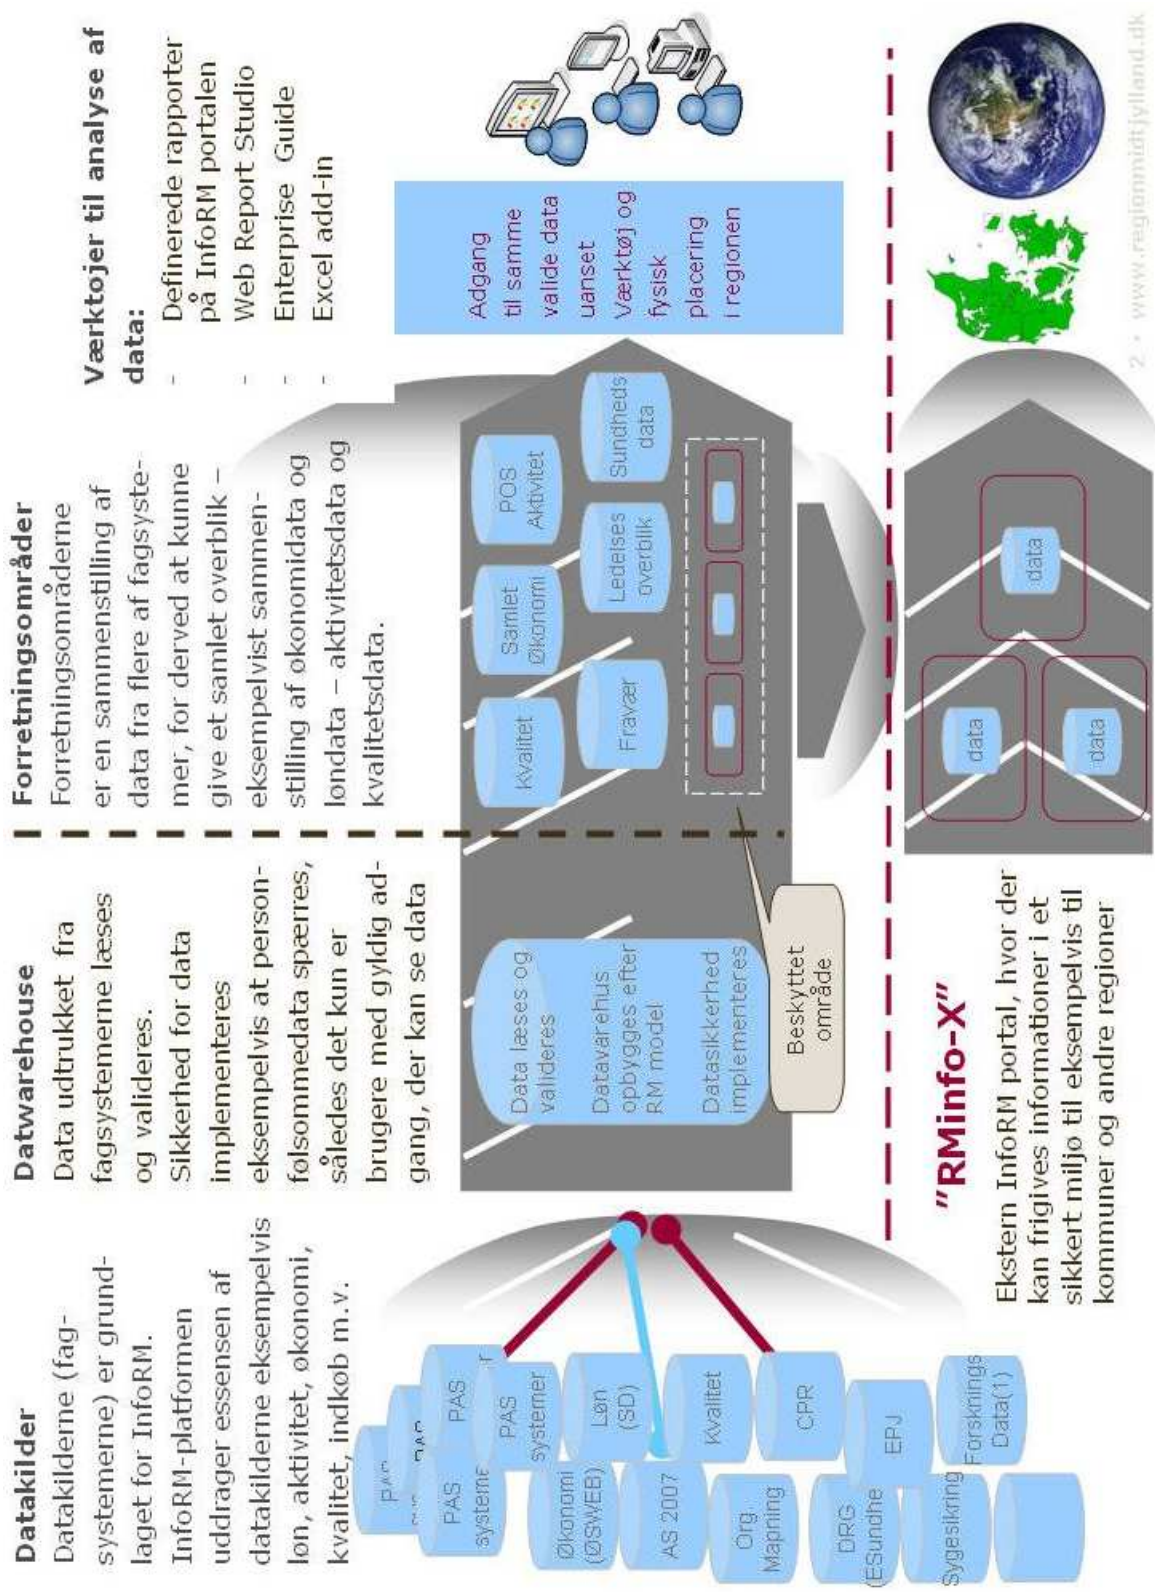 Datakilder
Datakilderne (fag-
systemerne) er grund-
laget for InfoRM.
InfoRM-platformen
uddrager essensen af
datakilderne eksempelvis
løn, aktivitet, økonomi,
kvalitet, indkøb m.v.
Datwarehouse
Data udtrukket fra
fagsystemerne læses
og valideres.
Sikkerhed for data
implementeres
eksempelvis at person-
følsommedata spærres,
således det kun er
brugere med gyldig ad-
gang, der kan se data
Forretningsområder
Forretningsområderne
er en sammenstilling af
data fra flere af fagsyste-
mer, for derved at kunne
give et samlet overblik –
eksempelvist sammen-
stilling af økonomidata og
løndata – aktivitetsdata og
kvalitetsdata.
Værktøjer til analyse af
data:
- Definerede rapporter
på InfoRM portalen
- Web Report Studio
- Enterprise Guide
- Excel add-in
PAS
PAS
systeme
PAS
systemer
Økonomi
(ØSWEB)
Løn
(SD)
AS 2007
Kvalitet
Org.
Mapning
CPR
DRG
(ESundhe
EPJ
Sygesikring
Forsknings
Data(1)
Data læses og
valideres
Datavarehus
opbygges efter
RM model
Datasikkerhed
implementeres
Beskyttet
område
Kvalitet
Samlet
Økonomi
POS
Aktivitet
Fravær
Ledelses
overblik
Sundheds
data
Adgang
til samme
valide data
uanset
Værktøj og
fysisk
placering
i regionen
"RMinfo-X"
Ekstern InfoRM portal, hvor der
kan frigives informationer i et
sikkert miljø til eksempelvis til
kommuner og andre regioner
data
data
data
2 • www.regionmidtjylland.dk